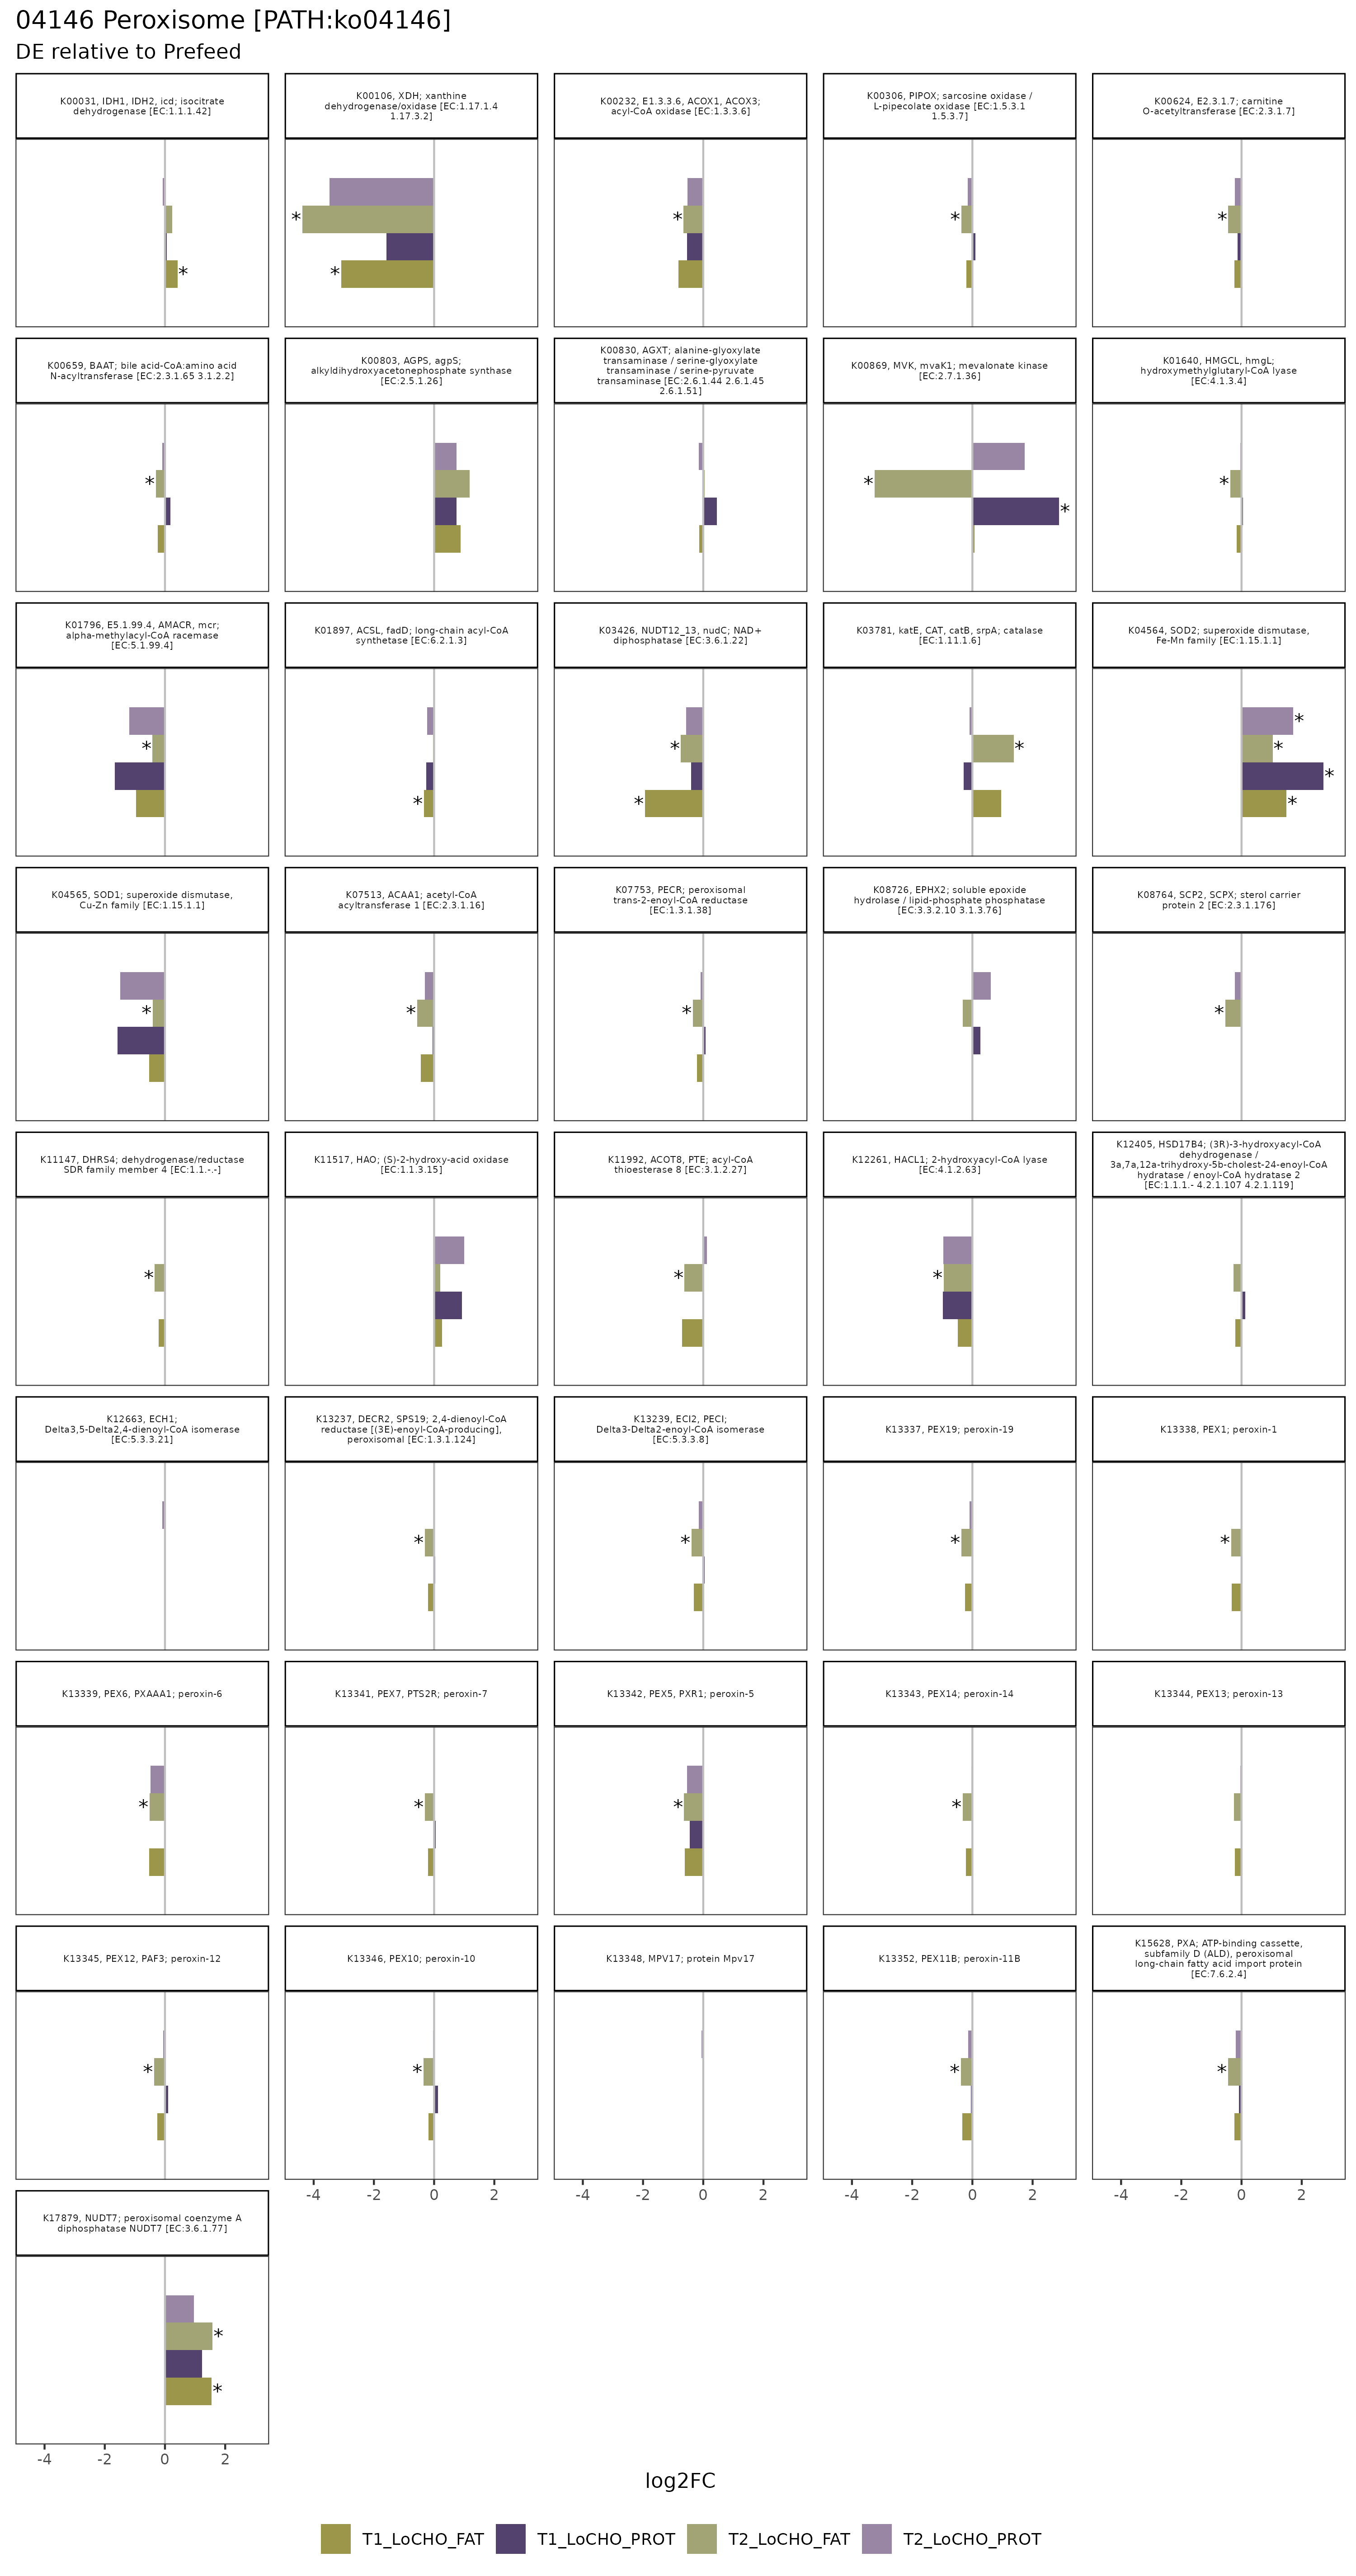 04146 Peroxisome [PATH:ko04146]
DE relative to Prefeed
K00031, IDH1, IDH2, icd; isocitrate
dehydrogenase [EC:1.1.1.42]
K00106, XDH; xanthine
dehydrogenase/oxidase [EC:1.17.1.4
1.17.3.2]
K00232, E1.3.3.6, ACOX1, ACOX3;
acyl-CoA oxidase [EC:1.3.3.6]
K00306, PIPOX; sarcosine oxidase /
L-pipecolate oxidase [EC:1.5.3.1
1.5.3.7]
K00624, E2.3.1.7; carnitine
O-acetyltransferase [EC:2.3.1.7]
*
*
*
*
*
*
K00659, BAAT; bile acid-CoA:amino acid
N-acyltransferase [EC:2.3.1.65 3.1.2.2]
K00803, AGPS, agpS;
alkyldihydroxyacetonephosphate synthase
[EC:2.5.1.26]
K00830, AGXT; alanine-glyoxylate
transaminase / serine-glyoxylate
transaminase / serine-pyruvate
transaminase [EC:2.6.1.44 2.6.1.45
2.6.1.51]
K00869, MVK, mvaK1; mevalonate kinase
[EC:2.7.1.36]
K01640, HMGCL, hmgL;
hydroxymethylglutaryl-CoA lyase
[EC:4.1.3.4]
*
*
*
*
K01796, E5.1.99.4, AMACR, mcr;
alpha-methylacyl-CoA racemase
[EC:5.1.99.4]
K01897, ACSL, fadD; long-chain acyl-CoA
synthetase [EC:6.2.1.3]
K03426, NUDT12_13, nudC; NAD+
diphosphatase [EC:3.6.1.22]
K03781, katE, CAT, catB, srpA; catalase
[EC:1.11.1.6]
K04564, SOD2; superoxide dismutase,
Fe-Mn family [EC:1.15.1.1]
*
*
*
*
*
*
*
*
*
K04565, SOD1; superoxide dismutase,
Cu-Zn family [EC:1.15.1.1]
K07513, ACAA1; acetyl-CoA
acyltransferase 1 [EC:2.3.1.16]
K07753, PECR; peroxisomal
trans-2-enoyl-CoA reductase
[EC:1.3.1.38]
K08726, EPHX2; soluble epoxide
hydrolase / lipid-phosphate phosphatase
[EC:3.3.2.10 3.1.3.76]
K08764, SCP2, SCPX; sterol carrier
protein 2 [EC:2.3.1.176]
*
*
*
*
K11147, DHRS4; dehydrogenase/reductase
SDR family member 4 [EC:1.1.-.-]
K11517, HAO; (S)-2-hydroxy-acid oxidase
[EC:1.1.3.15]
K11992, ACOT8, PTE; acyl-CoA
thioesterase 8 [EC:3.1.2.27]
K12261, HACL1; 2-hydroxyacyl-CoA lyase
[EC:4.1.2.63]
K12405, HSD17B4; (3R)-3-hydroxyacyl-CoA
dehydrogenase /
3a,7a,12a-trihydroxy-5b-cholest-24-enoyl-CoA
hydratase / enoyl-CoA hydratase 2
[EC:1.1.1.- 4.2.1.107 4.2.1.119]
*
*
*
K12663, ECH1;
Delta3,5-Delta2,4-dienoyl-CoA isomerase
[EC:5.3.3.21]
K13237, DECR2, SPS19; 2,4-dienoyl-CoA
reductase [(3E)-enoyl-CoA-producing],
peroxisomal [EC:1.3.1.124]
K13239, ECI2, PECI;
Delta3-Delta2-enoyl-CoA isomerase
[EC:5.3.3.8]
K13337, PEX19; peroxin-19
K13338, PEX1; peroxin-1
*
*
*
*
K13339, PEX6, PXAAA1; peroxin-6
K13341, PEX7, PTS2R; peroxin-7
K13342, PEX5, PXR1; peroxin-5
K13343, PEX14; peroxin-14
K13344, PEX13; peroxin-13
*
*
*
*
K13345, PEX12, PAF3; peroxin-12
K13346, PEX10; peroxin-10
K13348, MPV17; protein Mpv17
K13352, PEX11B; peroxin-11B
K15628, PXA; ATP-binding cassette,
subfamily D (ALD), peroxisomal
long-chain fatty acid import protein
[EC:7.6.2.4]
*
*
*
*
-4 -2 0 2
-4 -2 0 2
-4 -2 0 2
-4 -2 0 2
K17879, NUDT7; peroxisomal coenzyme A
diphosphatase NUDT7 [EC:3.6.1.77]
*
*
-4 -2 0 2
log2FC
T1_LoCHO_FAT T1_LoCHO_PROT T2_LoCHO_FAT T2_LoCHO_PROT